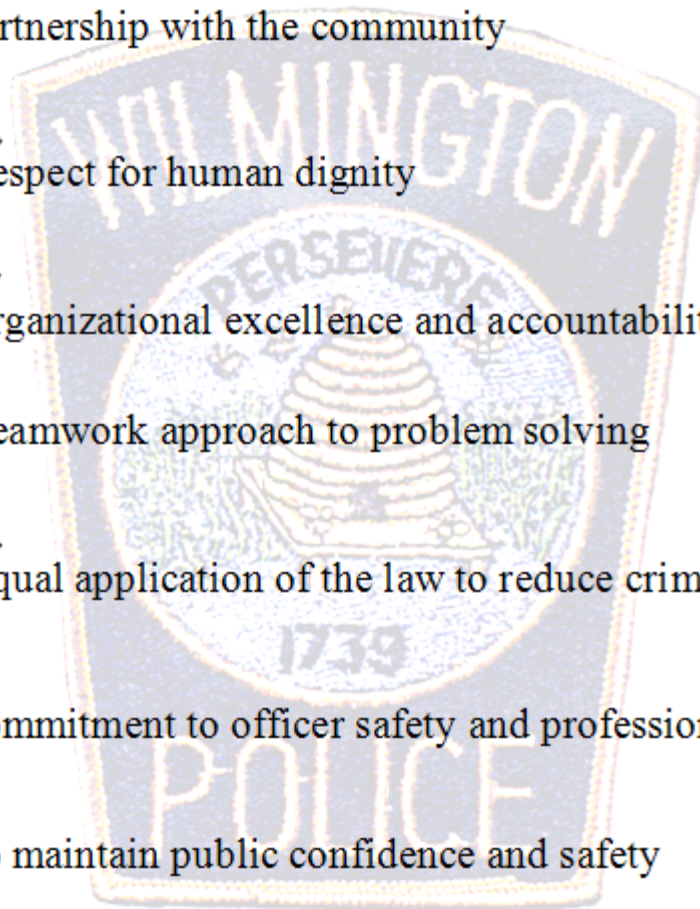 rtnership with the community
WILMINGTON
espect for human dignity
PERSEVERE
rganizational excellence and accountabilit
eamwork approach to problem solving
qual application of the law to reduce crim
1739
ommitment to officer safety and profession
POLICE
maintain public confidence and safety